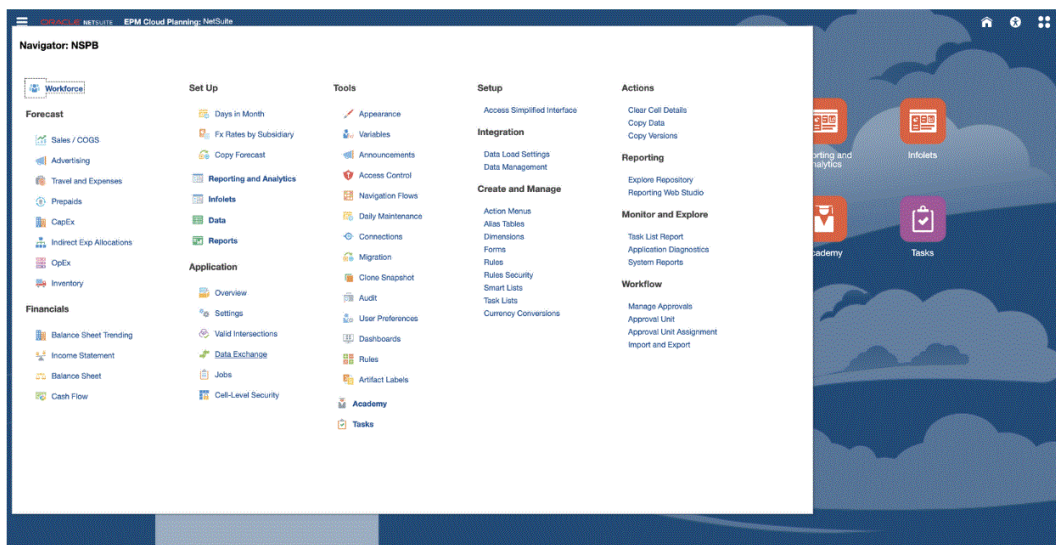 ORACLE NETSUITE EPM Cloud Planning: NetSuite
Navigator: NSPB
Workforce
Forecast
Sales / COGS
Advertising
Travel and Expenses
Prepaids
CapEx
Indirect Exp Allocations
OpEx
Inventory
Financials
Balance Sheet Trending
Income Statement
Balance Sheet
Cash Flow
Set Up
Days in Month
Fx Rates by Subsidiary
Copy Forecast
Reporting and Analytics
Infolets
Data
Reports
Application
Overview
Settings
Valid Intersections
Data Exchange
Jobs
Cell-Level Security
Tools
Appearance
Variables
Announcements
Access Control
Navigation Flows
Daily Maintenance
Connections
Migration
Clone Snapshot
Audit
User Preferences
Dashboards
Rules
Artifact Labels
Academy
Tasks
Setup
Access Simplified Interface
Integration
Data Load Settings
Data Management
Create and Manage
Action Menus
Alias Tables
Dimensions
Forms
Rules
Rules Security
Smart Lists
Task Lists
Currency Conversions
Actions
Clear Cell Details
Copy Data
Copy Versions
Reporting
Explore Repository
Reporting Web Studio
Monitor and Explore
Task List Report
Application Diagnostics
System Reports
Workflow
Manage Approvals
Approval Unit
Approval Unit Assignment
Import and Export
orting and
nalytics
Infolets
cademy
Tasks